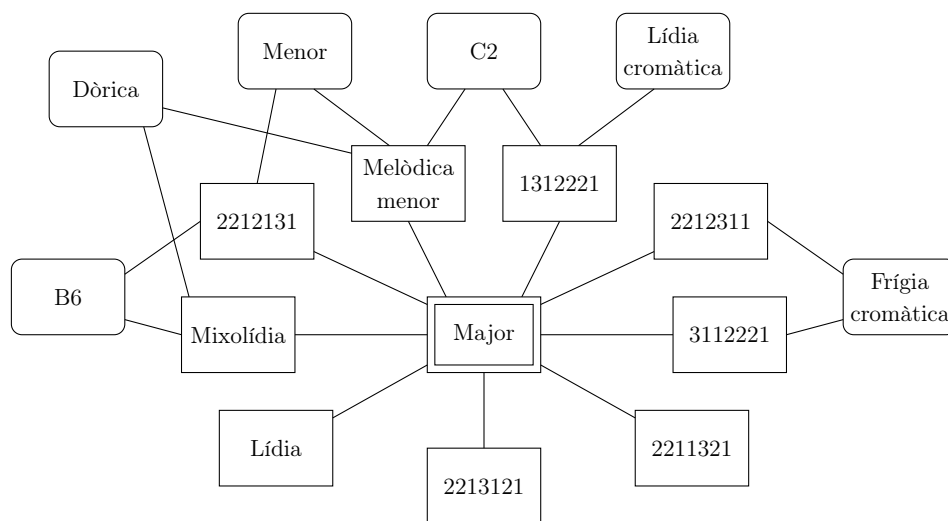 Menor
C2
Lídia
cromàtica
Dòrica
Melòdica
menor
1312221
2212131
2212311
B6
Mixolídia
Major
3112221
Frígia
cromàtica
Lídia
2213121
2211321